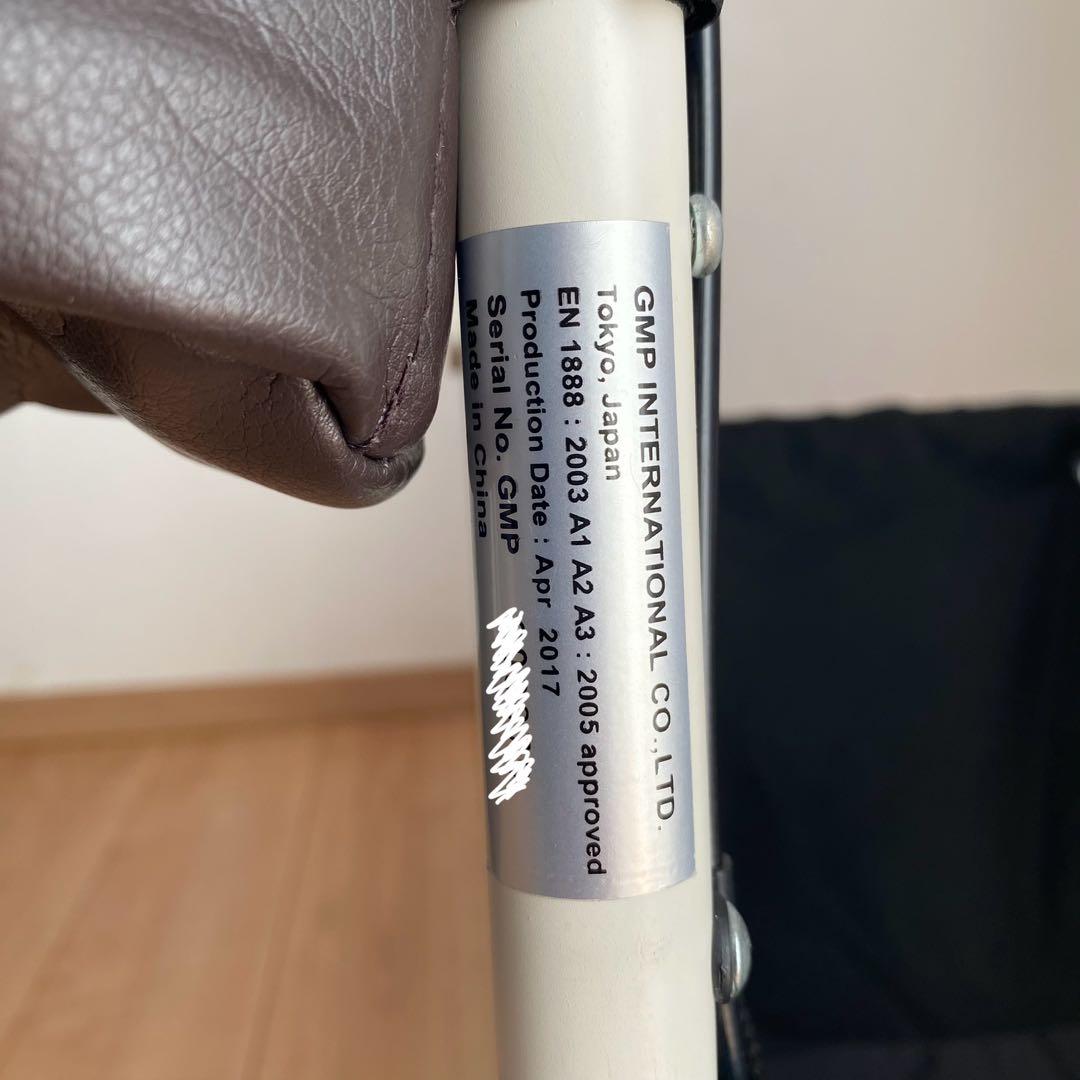 GMP INTERNATIONAL CO.,LTD.
Tokyo, Japan
EN 1888 : 2003 A1 A2 A3 : 2005 approved
Production Date : Apr 2017
Serial No. GMP
Made in China